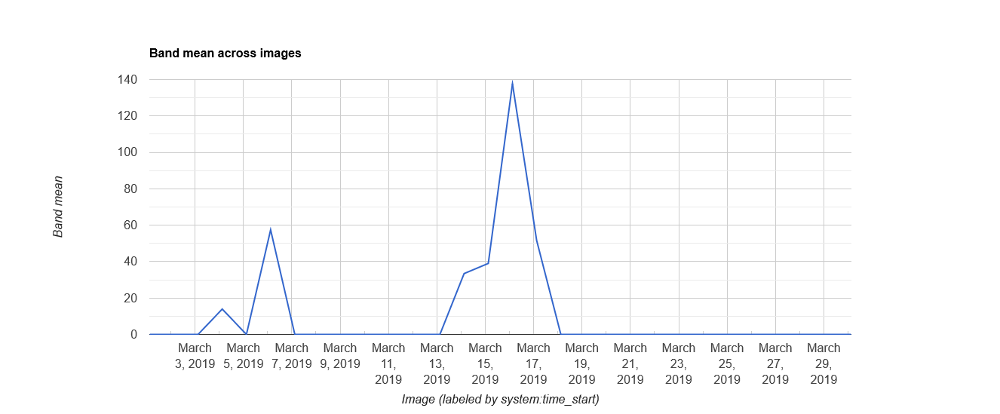 Band mean across images
140
120
100
80
60
40
20
0
Band mean
March March March March March March March March March March March March March March
3, 2019 5, 2019 7, 2019 9, 2019 11, 13, 15, 17, 19, 21, 23, 25, 27, 29,
2019 2019 2019 2019 2019 2019 2019 2019 2019 2019
Image (labeled by system:time_start)